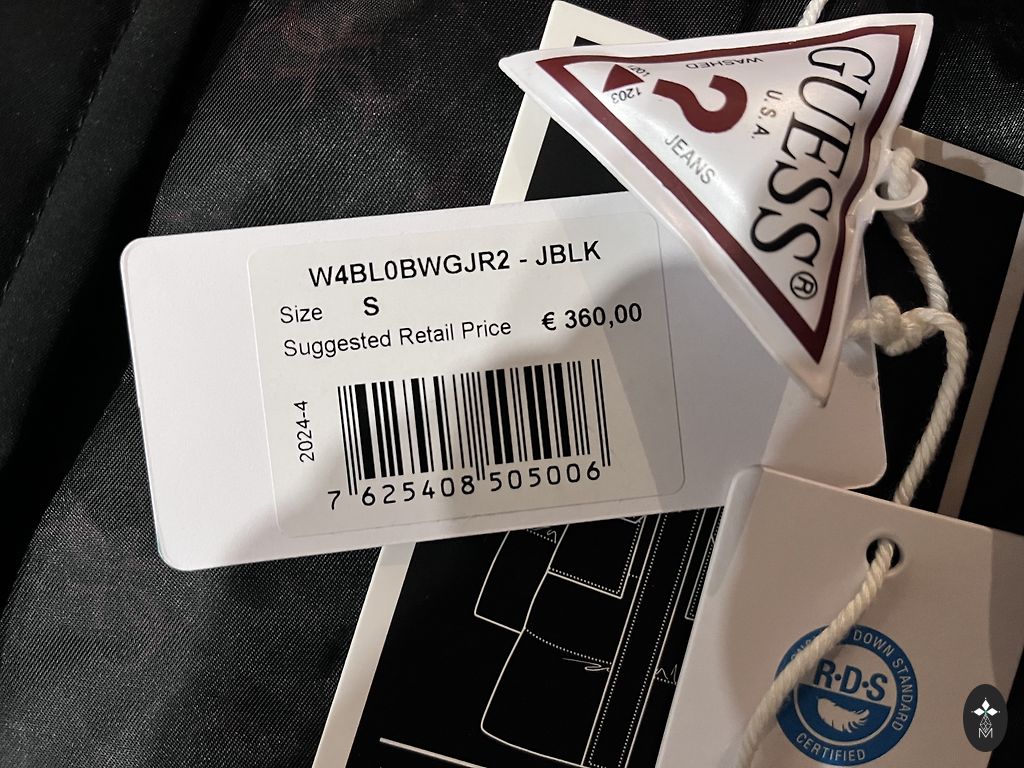 W4BL0BWGJR2 - JBLK
Size S
Suggested Retail Price € 360,00
2024-4
7 625408 505006
GUESS®
U.S.A.
?
WASHED
JEANS
1203
R·D·S
DOWN STANDARD
CERTIFIED
M